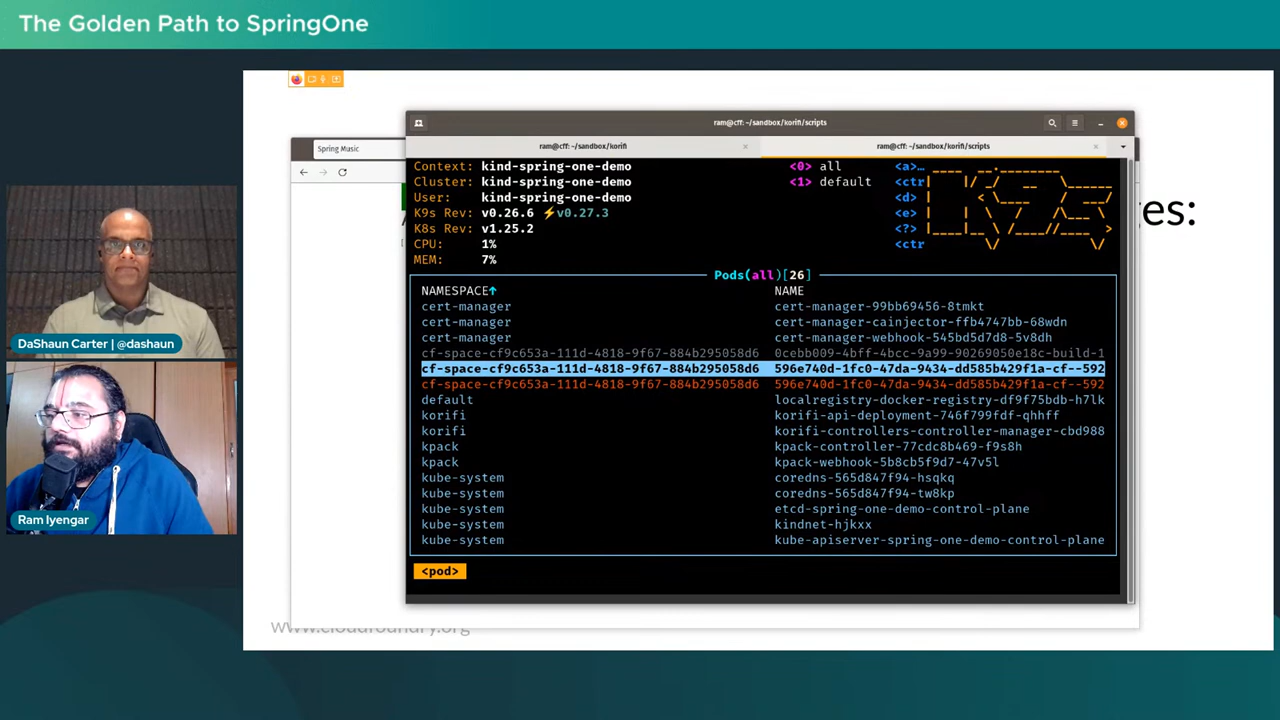 The Golden Path to SpringOne
ram@cff: ~/sandbox/korifi/scripts
ram@cff: ~/sandbox/korifi
ram@cff: ~/sandbox/korifi/scripts
Spring Music
Context: kind-spring-one-demo <0> all <a>…
Cluster: kind-spring-one-demo <1> default <ctr
User: kind-spring-one-demo <d>
K9s Rev: v0.26.6 ⚡v0.27.3 <e>
K8s Rev: v1.25.2 <?>
CPU: 1% <ctr
MEM: 7%
es:
Pods(all)[26]
NAMESPACE↑ NAME
cert-manager cert-manager-99bb69456-8tmkt
cert-manager cert-manager-cainjector-ffb4747bb-68wdn
cert-manager cert-manager-webhook-545bd5d7d8-5v8dh
cf-space-cf9c653a-111d-4818-9f67-884b295058d6 0cebb009-4bff-4bcc-9a99-90269050e18c-build-1
cf-space-cf9c653a-111d-4818-9f67-884b295058d6 596e740d-1fc0-47da-9434-dd585b429f1a-cf--592
cf-space-cf9c653a-111d-4818-9f67-884b295058d6 596e740d-1fc0-47da-9434-dd585b429f1a-cf--592
default localregistry-docker-registry-df9f75bdb-h7lk
korifi korifi-api-deployment-746f799fdf-qhhff
korifi korifi-controllers-controller-manager-cbd988
kpack kpack-controller-77cdc8b469-f9s8h
kpack kpack-webhook-5b8cb5f9d7-47v5l
kube-system coredns-565d847f94-hsqkq
kube-system coredns-565d847f94-tw8kp
kube-system etcd-spring-one-demo-control-plane
kube-system kindnet-hjkxx
kube-system kube-apiserver-spring-one-demo-control-plane
<pod>
www.cloudfoundry.org
DaShaun Carter | @dashaun
Ram Iyengar